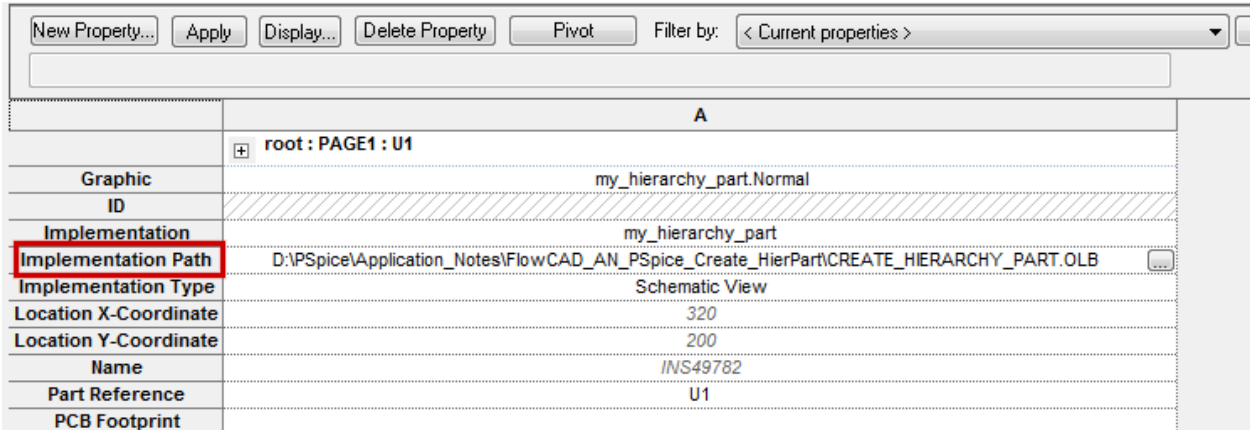 New Property... Apply Display... Delete Property Pivot Filter by: < Current properties >
A
root : PAGE1 : U1
Graphic my_hierarchy_part.Normal
ID
Implementation my_hierarchy_part
Implementation Path D:\PSpice\Application_Notes\FlowCAD_AN_PSpice_Create_HierPart\CREATE_HIERARCHY_PART.OLB ...
Implementation Type Schematic View
Location X-Coordinate 320
Location Y-Coordinate 200
Name INS49782
Part Reference U1
PCB Footprint